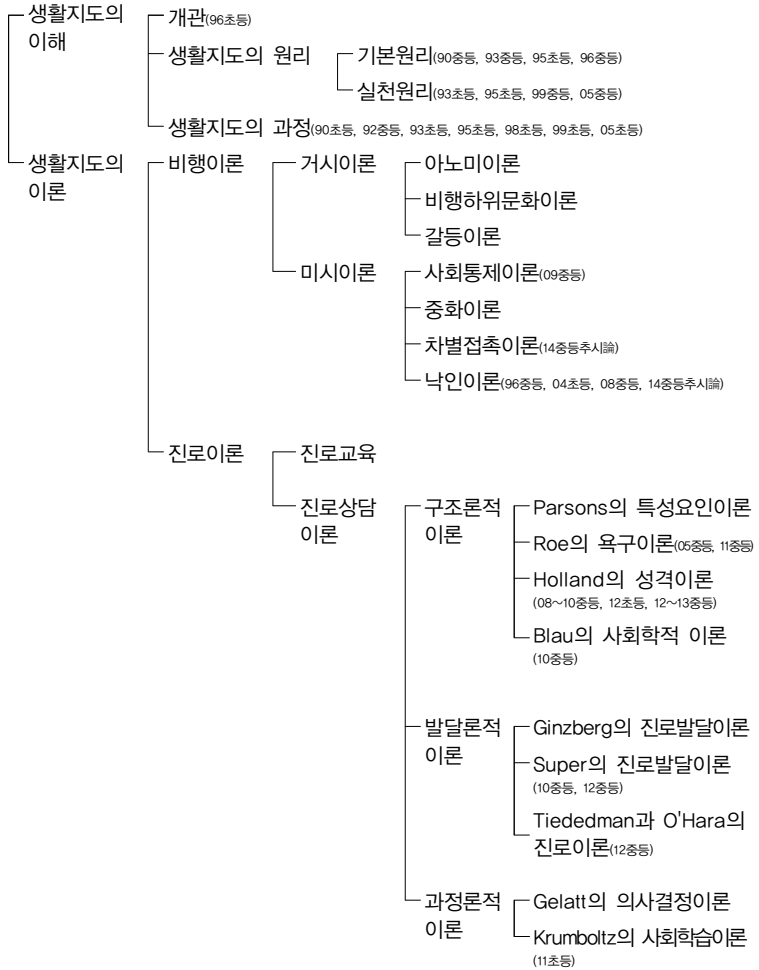 생활지도의
이해
개관(96초등)
생활지도의 원리
기본원리(90중등, 93중등, 95초등, 96중등)
실천원리(93초등, 95초등, 99중등, 05중등)
생활지도의 과정(90초등, 92중등, 93초등, 95초등, 98초등, 99초등, 05초등)
생활지도의
이론
비행이론
거시이론
아노미이론
비행하위문화이론
갈등이론
미시이론
사회통제이론(09중등)
중화이론
차별접촉이론(14중등추시論)
낙인이론(96중등, 04초등, 08중등, 14중등추시論)
진로이론
진로교육
진로상담
이론
구조론적
이론
Parsons의 특성요인이론
Roe의 욕구이론(05중등, 11중등)
Holland의 성격이론
(08~10중등, 12초등, 12~13중등)
Blau의 사회학적 이론
(10중등)
발달론적
이론
Ginzberg의 진로발달이론
Super의 진로발달이론
(10중등, 12중등)
Tiededman과 O'Hara의
진로이론(12중등)
과정론적
이론
Gelatt의 의사결정이론
Krumboltz의 사회학습이론
(11초등)